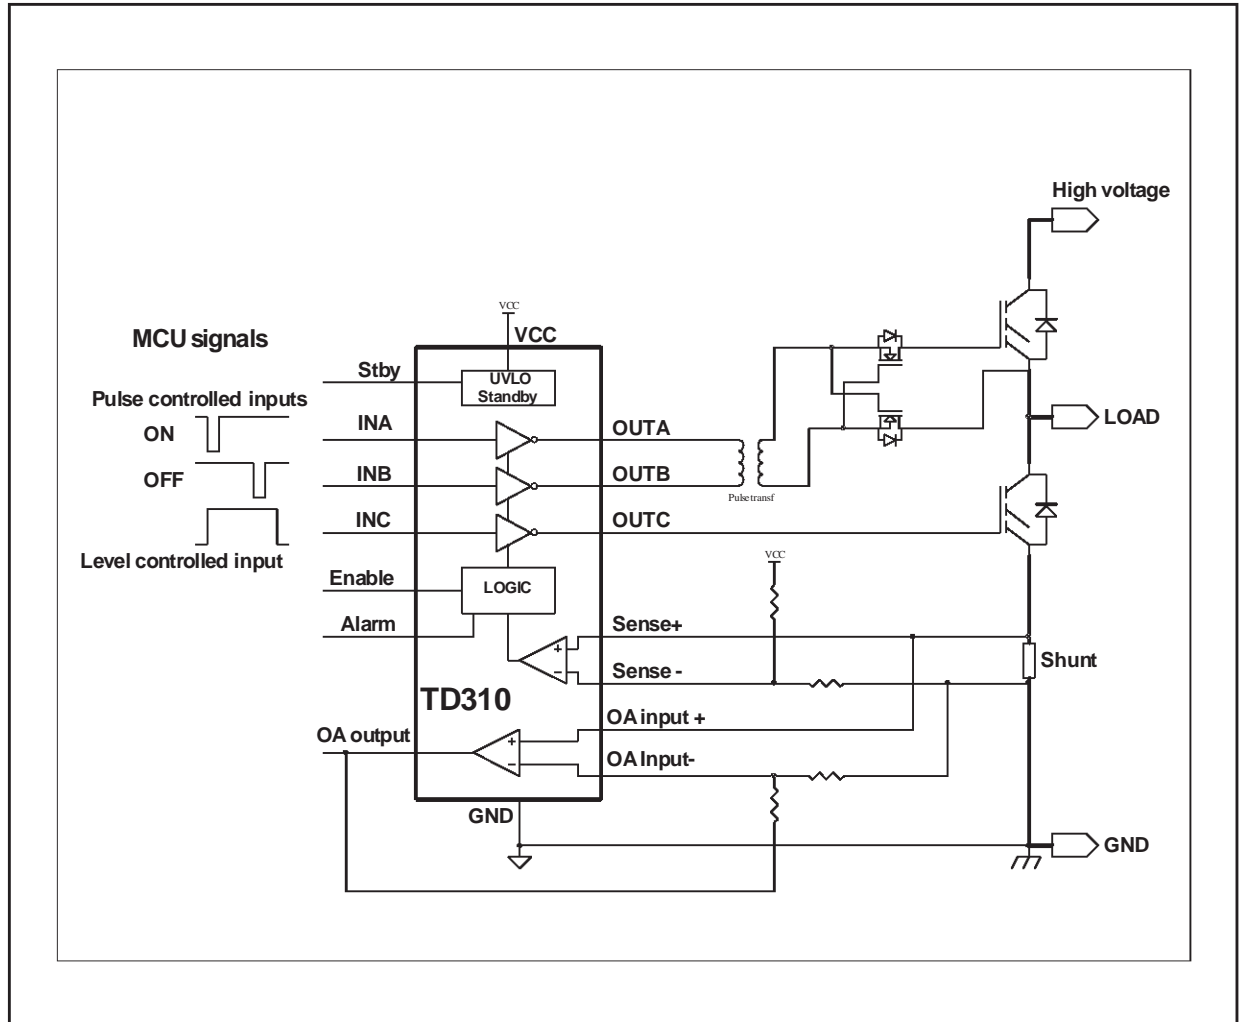 High voltage
VCC
VCC
MCU signals
Stby
UVLO
Standby
Pulse controlled inputs
ON
INA
OUTA
LOAD
OFF
INB
OUTB
Pulse transf
INC
OUTC
Level controlled input
VCC
Enable
LOGIC
Alarm
Sense+
+
Shunt
Sense -
−
TD310
OA input +
OA output
+
OA Input-
−
GND
GND